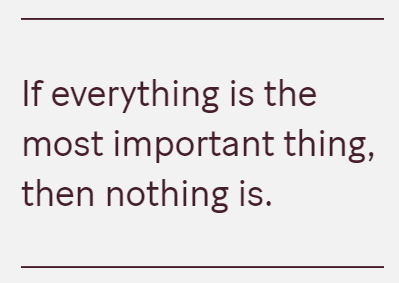 If everything is the
most important thing,
then nothing is.